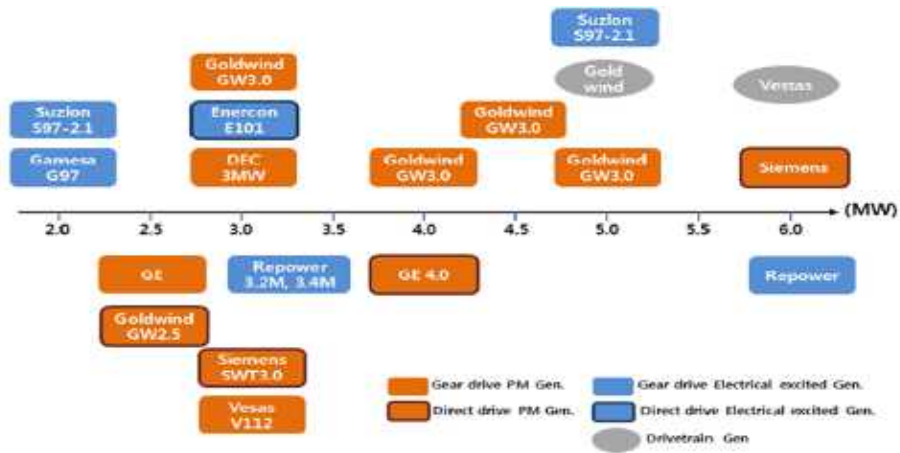 Suzlon
S97-2.1
Goldwind
GW3.0
Gold
wind
Vestas
Suzlon
S97-2.1
Enercon
E101
Goldwind
GW3.0
Gamesa
G97
DEC
3MW
Goldwind
GW3.0
Goldwind
GW3.0
Siemens
(MW)
2.0 2.5 3.0 3.5 4.0 4.5 5.0 5.5 6.0
GE
Repower
3.2M, 3.4M
GE 4.0
Repower
Goldwind
GW2.5
Siemens
SWT3.0
Vesas
V112
Gear drive PM Gen.
Gear drive Electrical excited Gen.
Direct drive PM Gen.
Direct drive Electrical excited Gen.
Drivetrain Gen